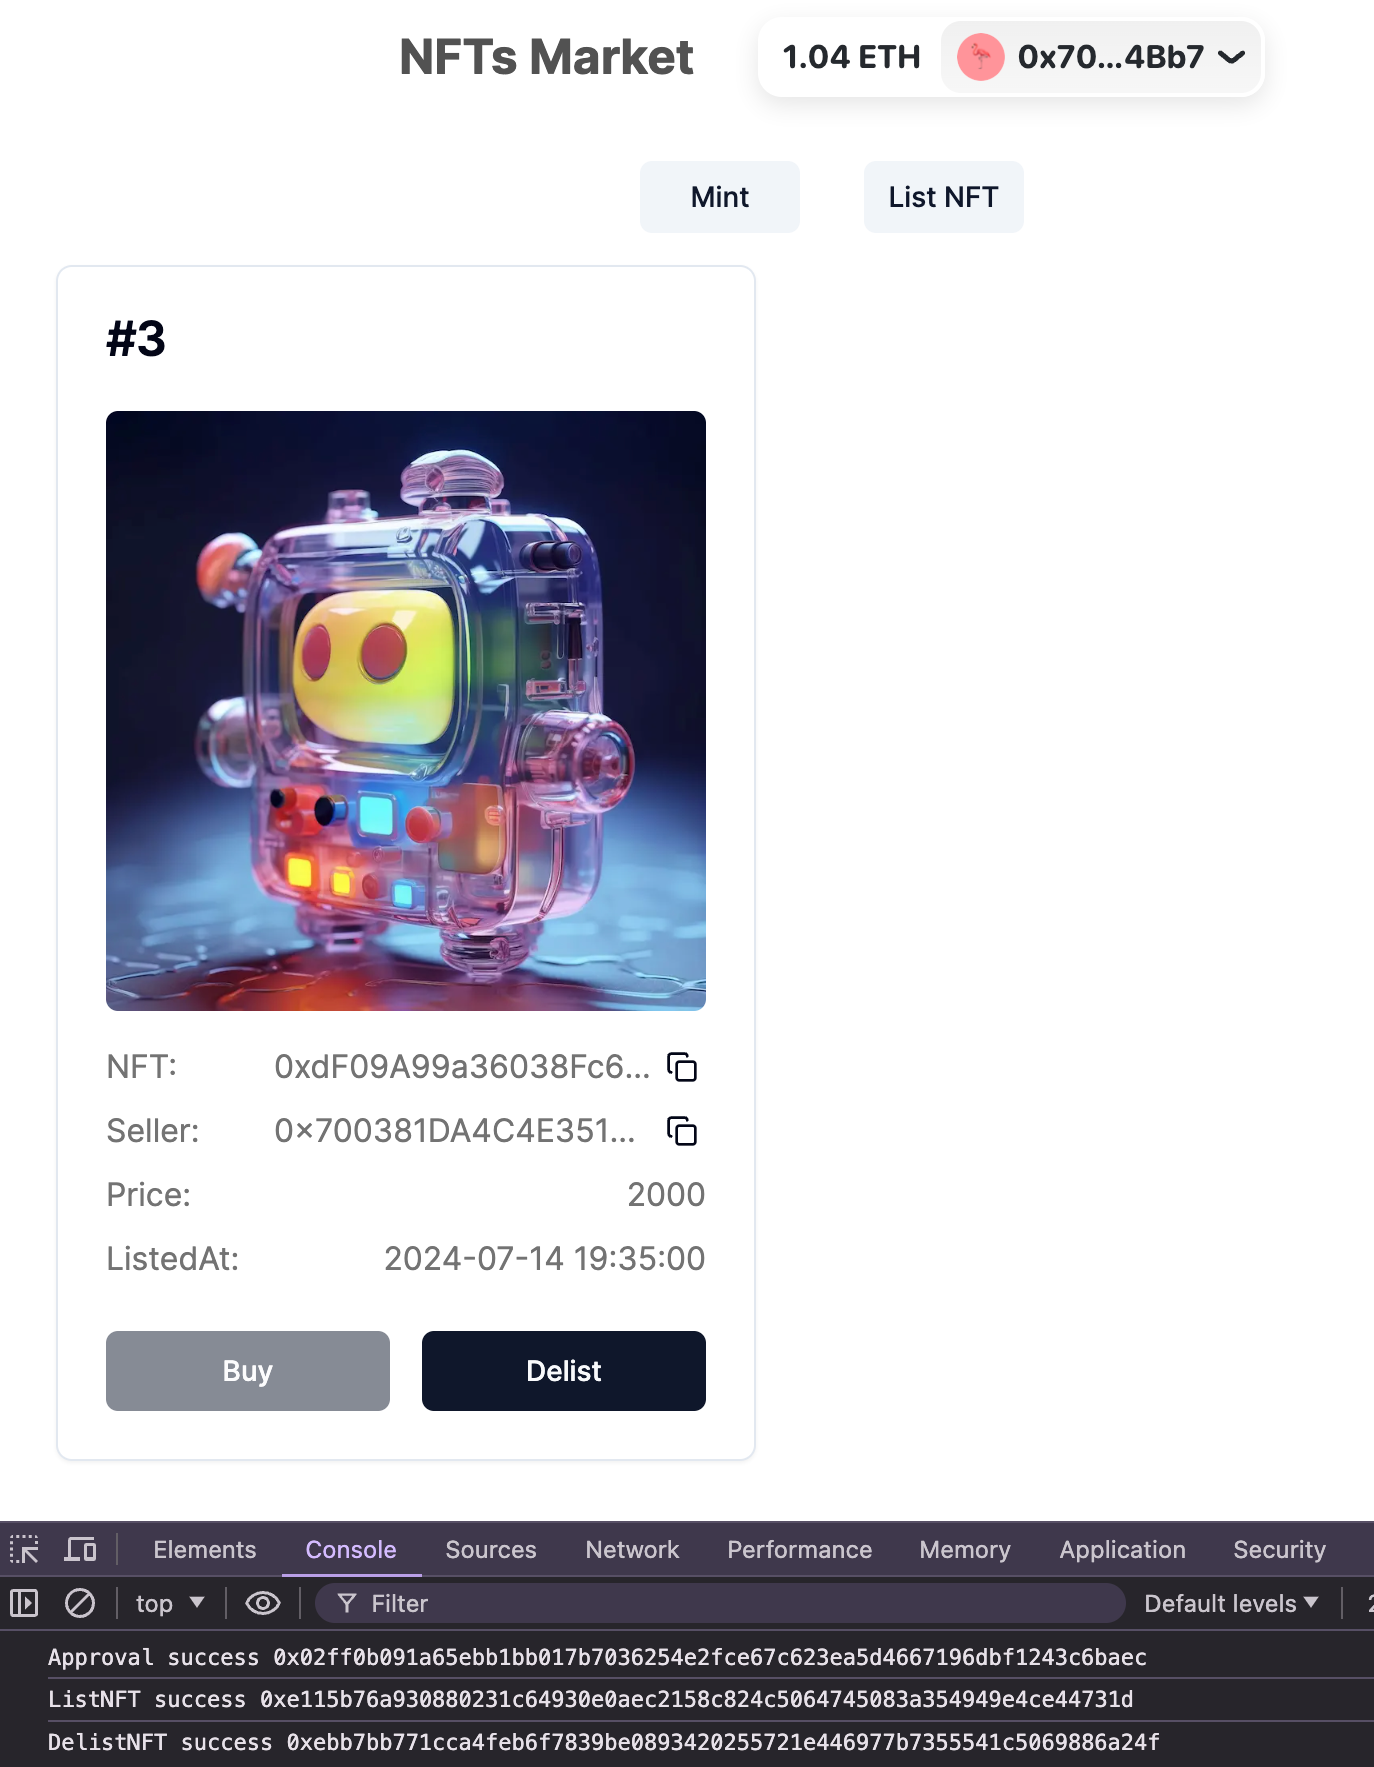 NFTs Market
1.04 ETH
0x70...4Bb7
Mint
List NFT
#3
NFT: 0xdF09A99a36038Fc6...
Seller: 0×700381DA4C4E351...
Price: 2000
ListedAt: 2024-07-14 19:35:00
Buy
Delist
Elements Console Sources Network Performance Memory Application Security
top Filter Default levels
Approval success 0x02ff0b091a65ebb1bb017b7036254e2fce67c623ea5d4667196dbf1243c6baec
ListNFT success 0xe115b76a930880231c64930e0aec2158c824c5064745083a354949e4ce44731d
DelistNFT success 0xebb7bb771cca4feb6f7839be0893420255721e446977b7355541c5069886a24f